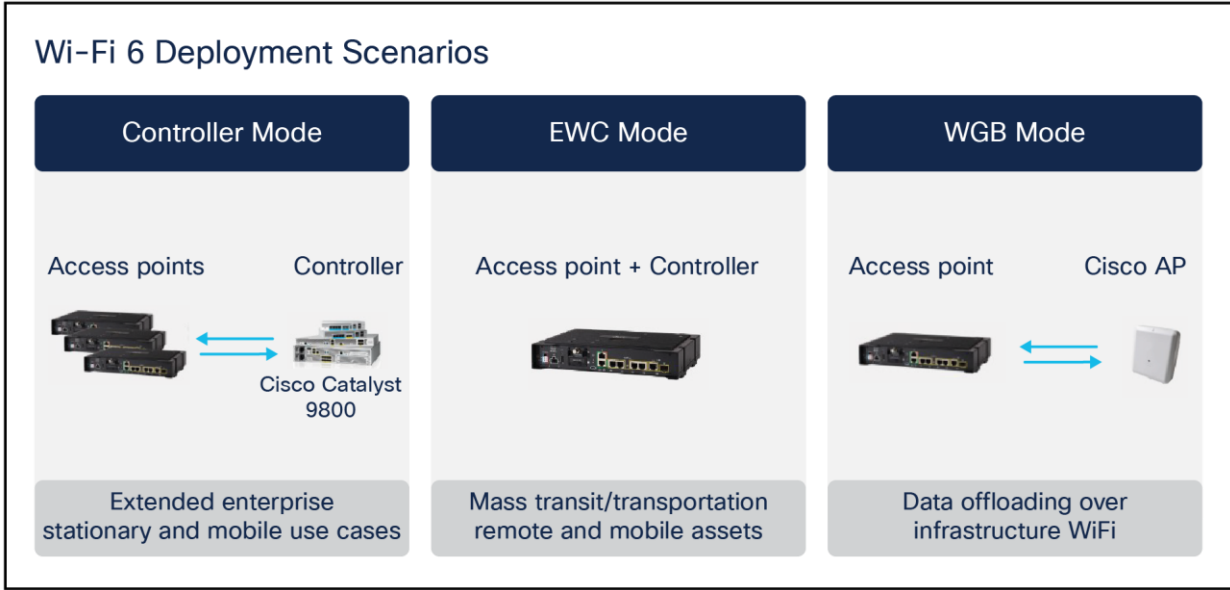 Wi-Fi 6 Deployment Scenarios
Controller Mode
Access points
Controller
Cisco Catalyst
9800
Extended enterprise
stationary and mobile use cases
EWC Mode
Access point + Controller
Mass transit/transportation
remote and mobile assets
WGB Mode
Access point
Cisco AP
Data offloading over
infrastructure WiFi